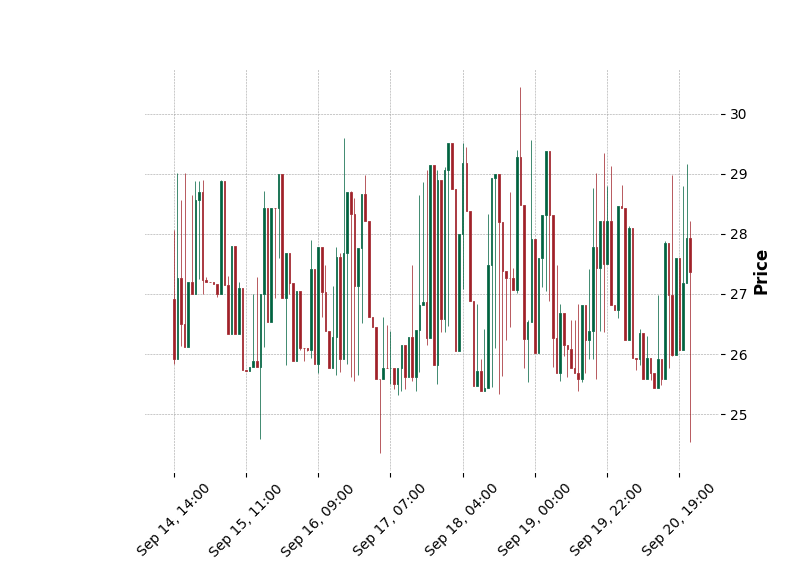 30
29
28
27
26
25
Price
Sep 14, 14:00
Sep 15, 11:00
Sep 16, 09:00
Sep 17, 07:00
Sep 18, 04:00
Sep 19, 00:00
Sep 19, 22:00
Sep 20, 19:00